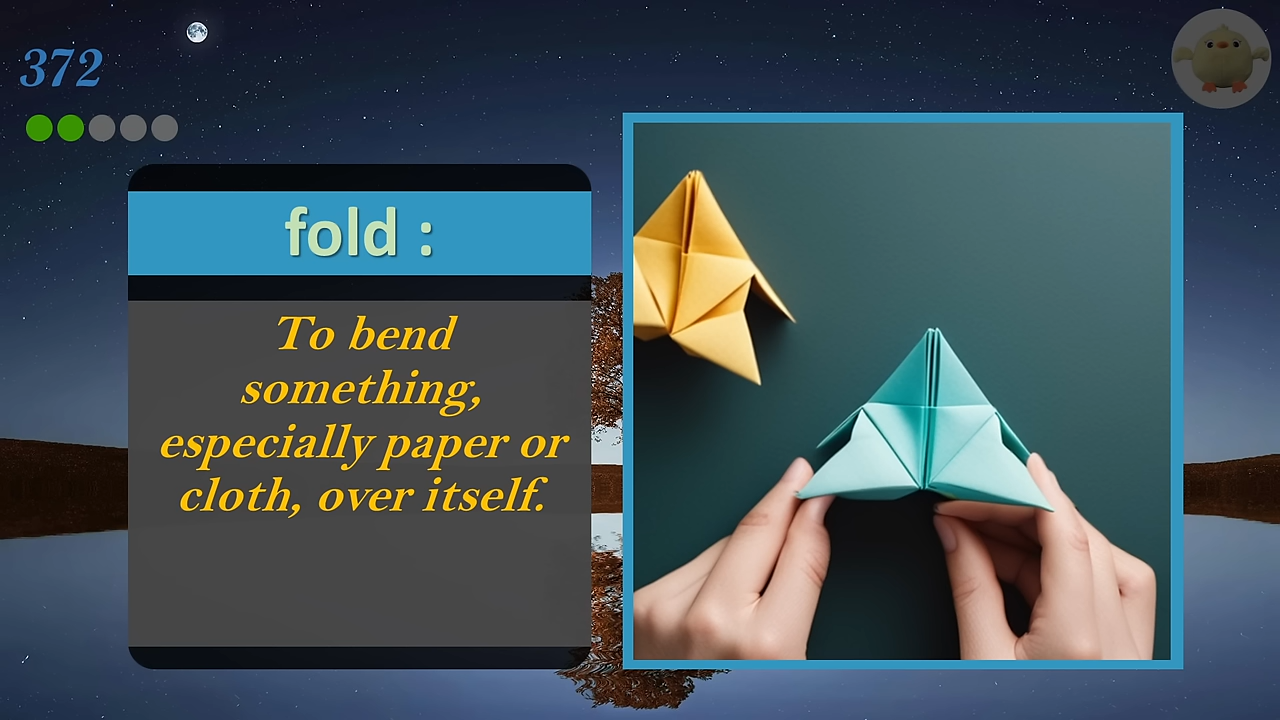 372
fold :
To bend
something,
especially paper or
cloth, over itself.